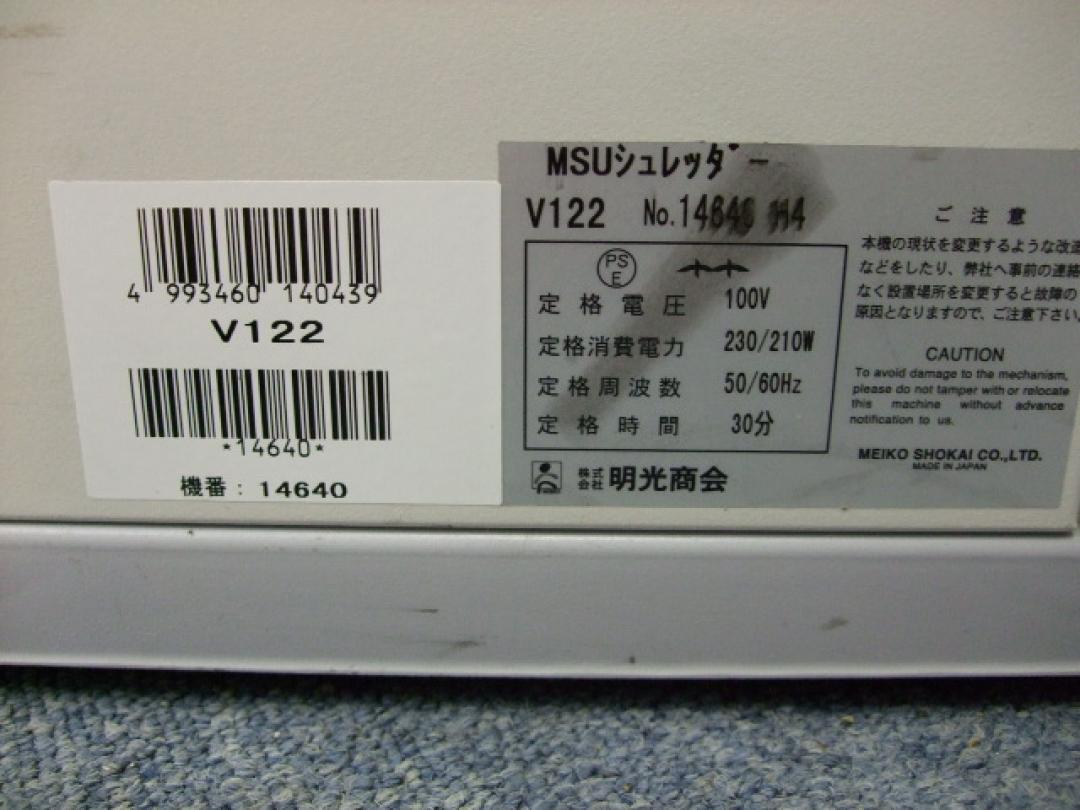 4 993460 140439
V122
*14640*
機番: 14640
MSUシュレッダー
V122 No.14640
PS
E
定格電圧 100V
定格消費電力 230/210W
定格周波数 50/60Hz
定格時間 30分
株式会社 明光商会
ご注意
本機の現状を変更するような改造
などをしたり、弊社へ事前の連絡
なく設置場所を変更すると故障の
原因となりますので、ご注意下さい。
CAUTION
To avoid damage to the mechanism,
please do not tamper with or relocate
this machine without advance
notification to us.
MEIKO SHOKAI CO.,LTD.
MADE IN JAPAN